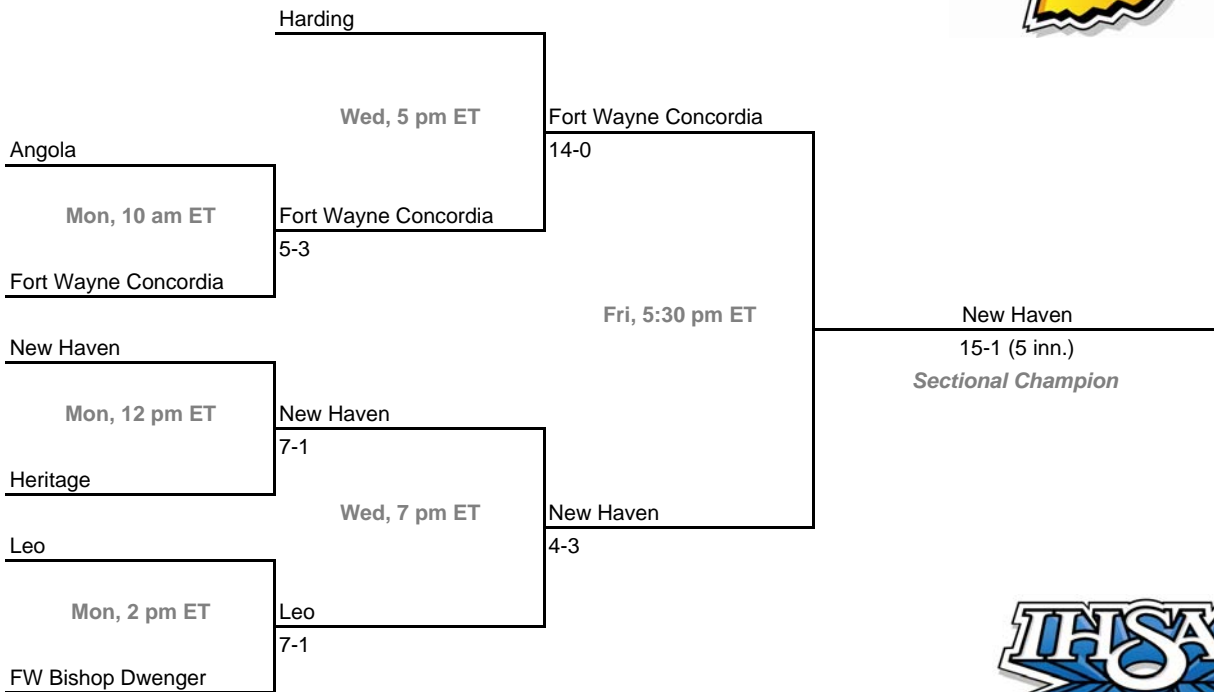 Harding
Wed, 5 pm ET
Fort Wayne Concordia
Angola
14-0
Mon, 10 am ET
Fort Wayne Concordia
5-3
Fort Wayne Concordia
Fri, 5:30 pm ET
New Haven
New Haven
15-1 (5 inn.)
Sectional Champion
Mon, 12 pm ET
New Haven
7-1
Heritage
Wed, 7 pm ET
New Haven
Leo
4-3
Mon, 2 pm ET
Leo
7-1
FW Bishop Dwenger
IHSA